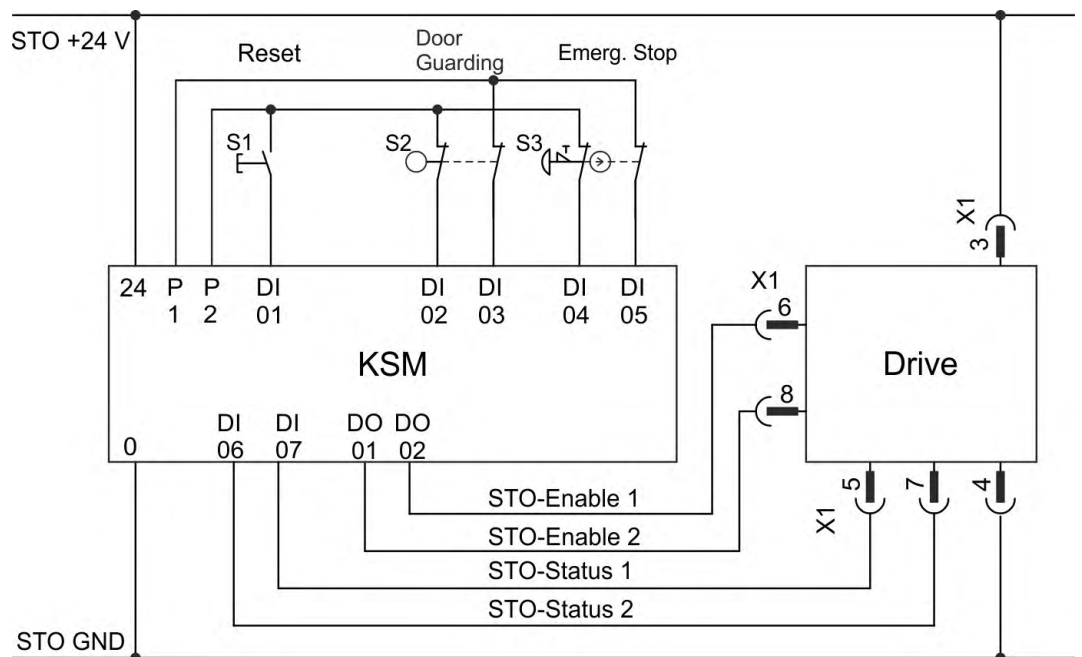 STO +24 V
Reset
Door
Guarding
Emerg. Stop
S1
S2
S3
X1
3
24 P P DI DI DI DI DI
1 2 01 02 03 04 05
X1
6
KSM
Drive
8
DI DI DO DO
0 06 07 01 02
5 7 4
X1
STO-Enable 1
STO-Enable 2
STO-Status 1
STO-Status 2
STO GND